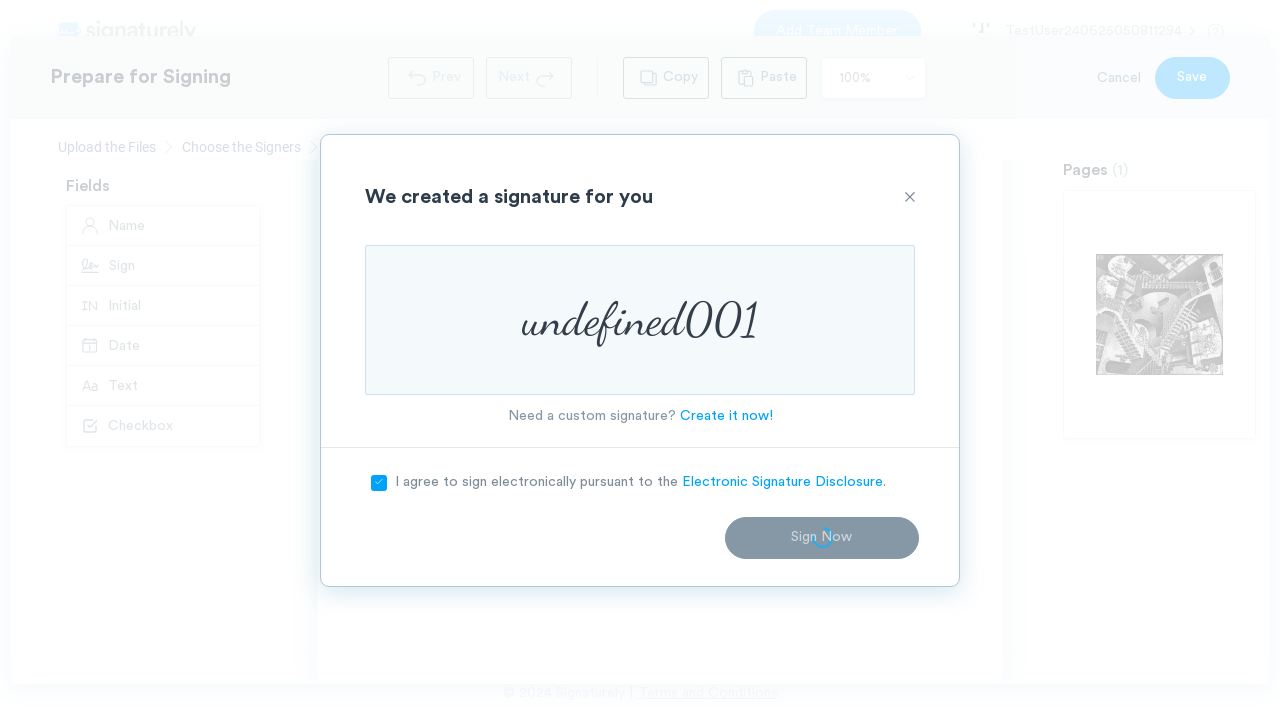 signaturely
Add Team Member
TestUser240625050811294
Prepare for Signing
Prev
Next
Copy
Paste
100%
Cancel
Save
Upload the Files
Choose the Signers
Fields
Name
Sign
Initial
Date
Text
Checkbox
Pages (1)
We created a signature for you
undefined001
Need a custom signature? Create it now!
I agree to sign electronically pursuant to the Electronic Signature Disclosure.
Sign Now
© 2024 Signaturely | Terms and Conditions